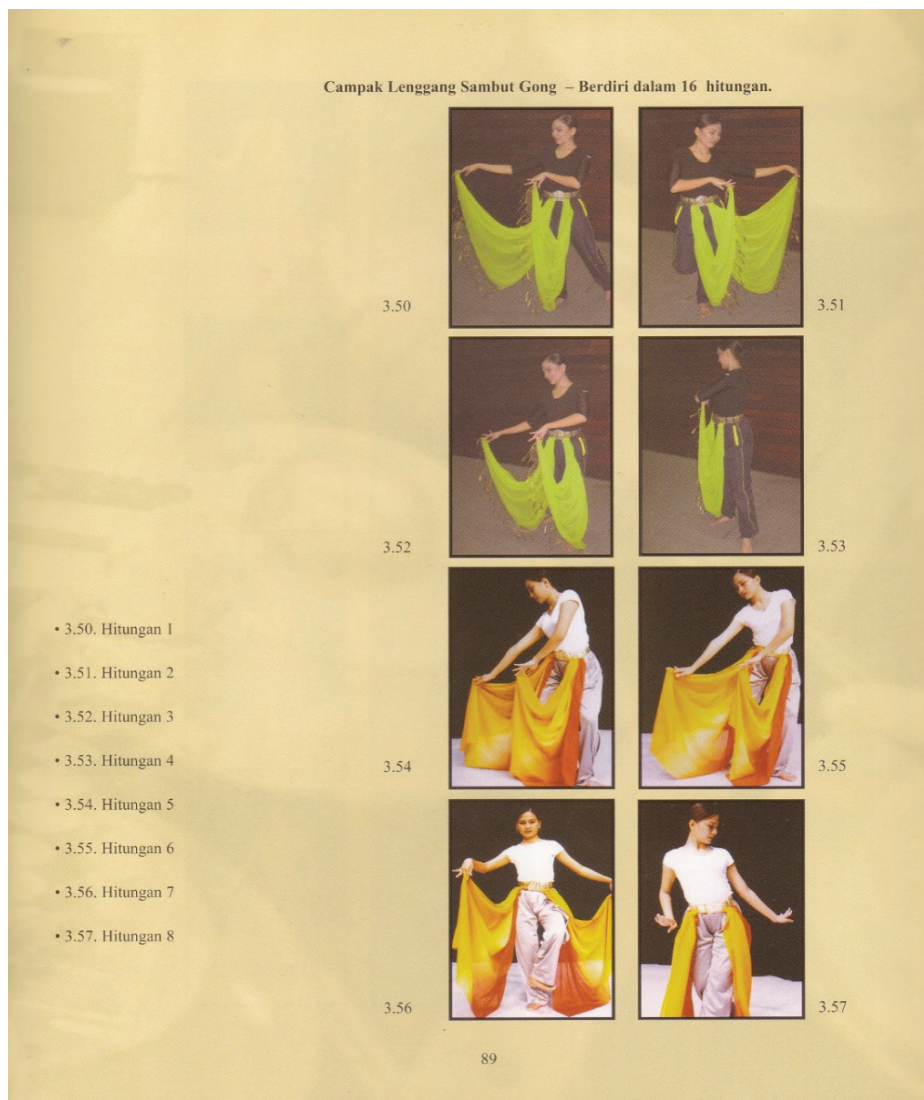 Campak Lenggang Sambut Gong – Berdiri dalam 16 hitungan.
3.50
3.51
3.52
3.53
• 3.50. Hitungan 1
• 3.51. Hitungan 2
• 3.52. Hitungan 3
• 3.53. Hitungan 4
• 3.54. Hitungan 5
• 3.55. Hitungan 6
• 3.56. Hitungan 7
• 3.57. Hitungan 8
3.54
3.55
3.56
3.57
89